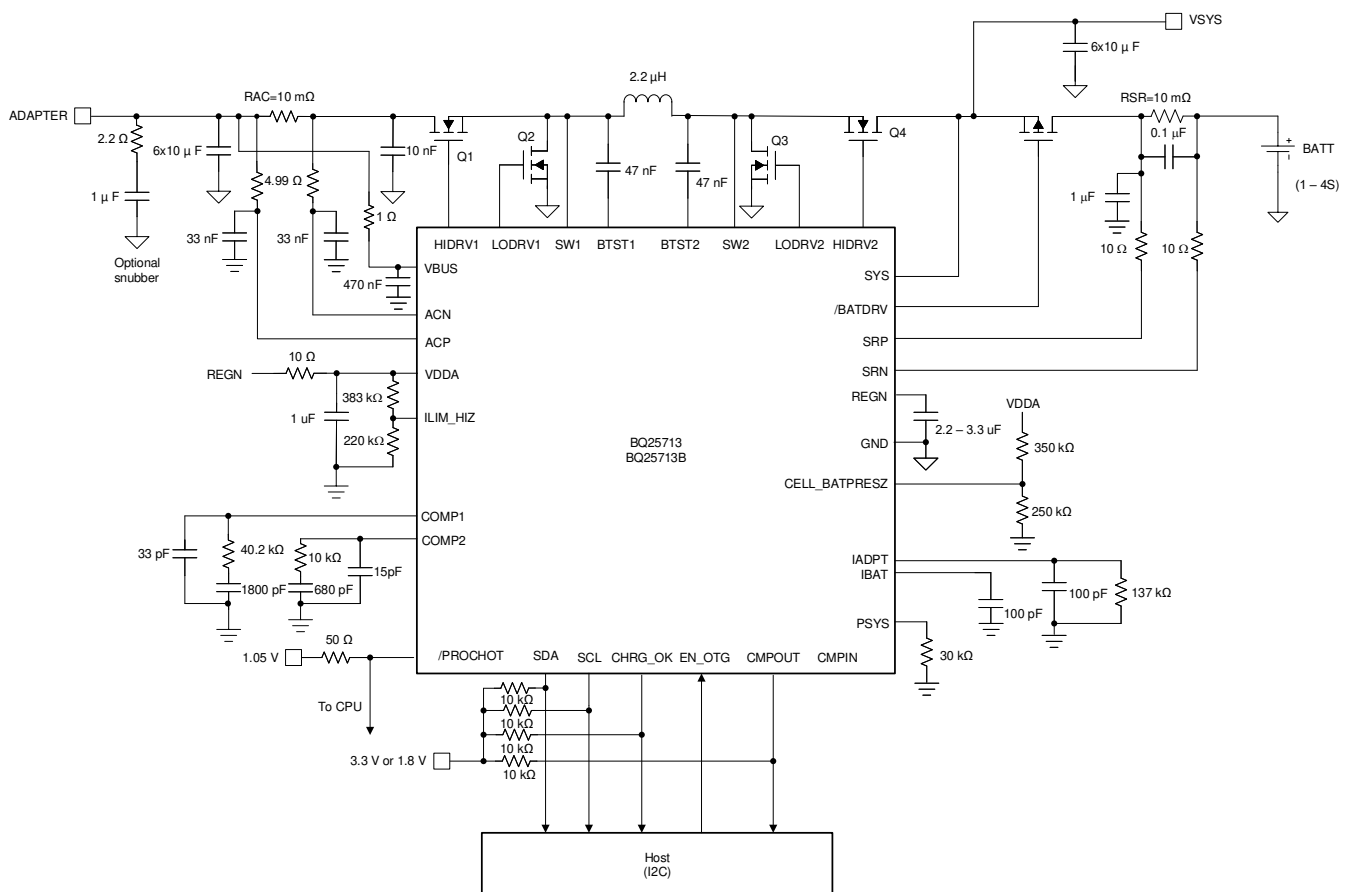 VSYS
6x10 µ F
2.2 µH
RAC=10 mΩ
RSR=10 mΩ
ADAPTER
2.2 Ω
6x10 µ F
10 nF
Q1
Q2
47 nF
47 nF
Q3
Q4
0.1 µF
+
-
BATT
(1 – 4S)
1 µ F
4.99 Ω
1 Ω
1 µF
33 nF
33 nF
10 Ω
10 Ω
Optional
snubber
470 nF
HIDRV1
LODRV1
SW1
BTST1
BTST2
SW2
LODRV2
HIDRV2
VBUS
SYS
ACN
/BATDRV
ACP
SRP
10 Ω
REGN
VDDA
SRN
383 kΩ
REGN
VDDA
1 uF
ILIM_HIZ
2.2 – 3.3 uF
220 kΩ
GND
350 kΩ
BQ25713
BQ25713B
CELL_BATPRESZ
250 kΩ
COMP1
COMP2
33 pF
40.2 kΩ
10 kΩ
15pF
1800 pF
680 pF
IADPT
IBAT
100 pF
137 kΩ
100 pF
PSYS
30 kΩ
50 Ω
1.05 V
/PROCHOT
SDA
SCL
CHRG_OK
EN_OTG
CMPOUT
CMPIN
To CPU
10 kΩ
10 kΩ
10 kΩ
10 kΩ
3.3 V or 1.8 V
Host
(I2C)